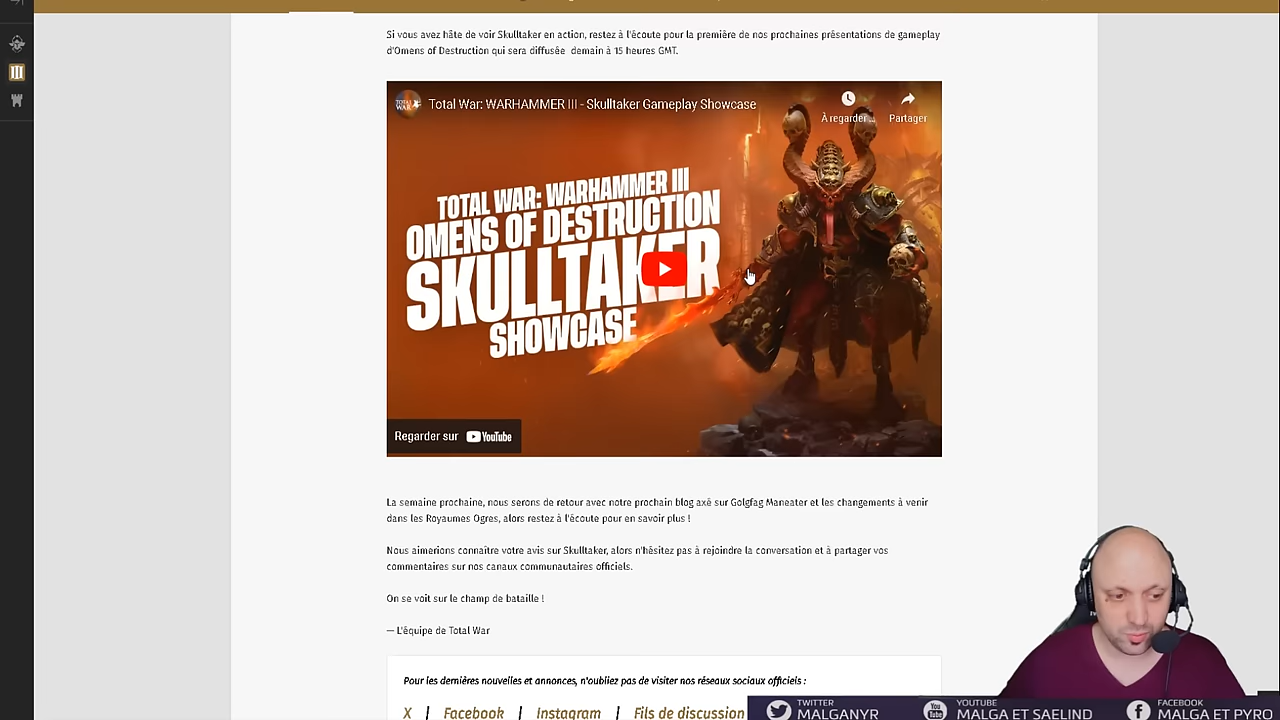 Si vous avez hâte de voir Skulltaker en action, restez à l'écoute pour la première de nos prochaines présentations de gameplay
d'Omens of Destruction qui sera diffusée demain à 15 heures GMT.
Total War: WARHAMMER III - Skulltaker Gameplay Showcase
À regarder ...
Partager
TOTAL WAR: WARHAMMER III
OMENS OF DESTRUCTION
SKULLTAKER
SHOWCASE
Regarder sur YouTube
La semaine prochaine, nous serons de retour avec notre prochain blog axé sur Golgfag Maneater et les changements à venir
dans les Royaumes Ogres, alors restez à l'écoute pour en savoir plus !
Nous aimerions connaître votre avis sur Skulltaker, alors n'hésitez pas à rejoindre la conversation et à partager vos
commentaires sur nos canaux communautaires officiels.
On se voit sur le champ de bataille !
— L'équipe de Total War
Pour les dernières nouvelles et annonces, n'oubliez pas de visiter nos réseaux sociaux officiels :
X | Facebook | Instagram | Fils de discussion
TWITTER
MALGANYR
YOUTUBE
MALGA ET SAELIND
FACEBOOK
MALGA ET PYRO